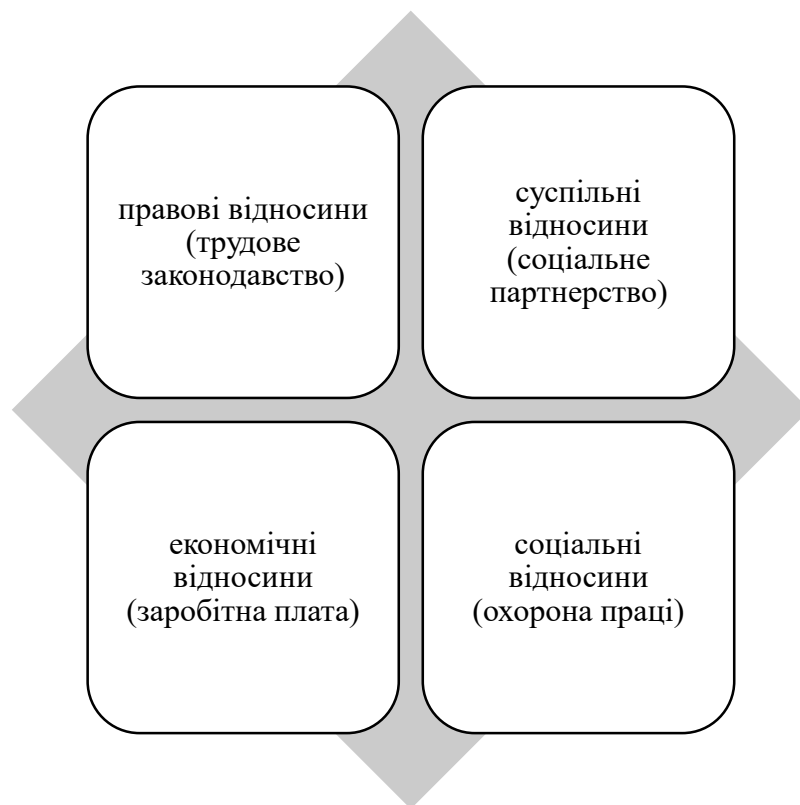 правові відносини
(трудове
законодавство)
суспільні
відносини
(соціальне
партнерство)
економічні
відносини
(заробітна плата)
соціальні
відносини
(охорона праці)